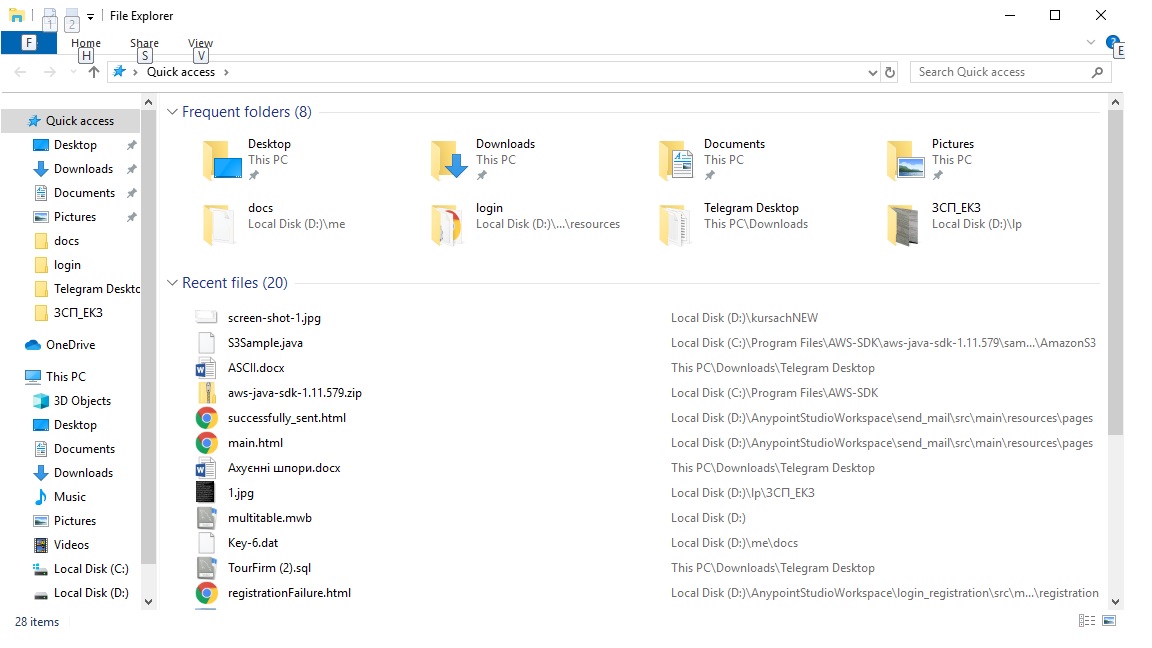 1
2
File Explorer
F
Home
Share
View
H
S
V
E
Quick access
Search Quick access
Quick access
Desktop
Downloads
Documents
Pictures
docs
login
Telegram Deskto
ЗСП_ЕКЗ
OneDrive
This PC
3D Objects
Desktop
Documents
Downloads
Music
Pictures
Videos
Local Disk (C:)
Local Disk (D:)
Frequent folders (8)
Desktop
This PC
Downloads
This PC
Documents
This PC
Pictures
This PC
docs
Local Disk (D:)\me
login
Local Disk (D:)\...\resources
Telegram Desktop
This PC\Downloads
ЗСП_ЕКЗ
Local Disk (D:)\lp
Recent files (20)
screen-shot-1.jpg Local Disk (D:)\kursachNEW
S3Sample.java Local Disk (C:)\Program Files\AWS-SDK\aws-java-sdk-1.11.579\sam...\AmazonS3
ASCII.docx This PC\Downloads\Telegram Desktop
aws-java-sdk-1.11.579.zip Local Disk (C:)\Program Files\AWS-SDK
successfully_sent.html Local Disk (D:)\AnypointStudioWorkspace\send_mail\src\main\resources\pages
main.html Local Disk (D:)\AnypointStudioWorkspace\send_mail\src\main\resources\pages
Ахуєнні шпори.docx This PC\Downloads\Telegram Desktop
1.jpg Local Disk (D:)\lp\ЗСП_ЕКЗ
multitable.mwb Local Disk (D:)
Key-6.dat Local Disk (D:)\me\docs
TourFirm (2).sql This PC\Downloads\Telegram Desktop
registrationFailure.html Local Disk (D:)\AnypointStudioWorkspace\login_registration\src\m...\registration
28 items